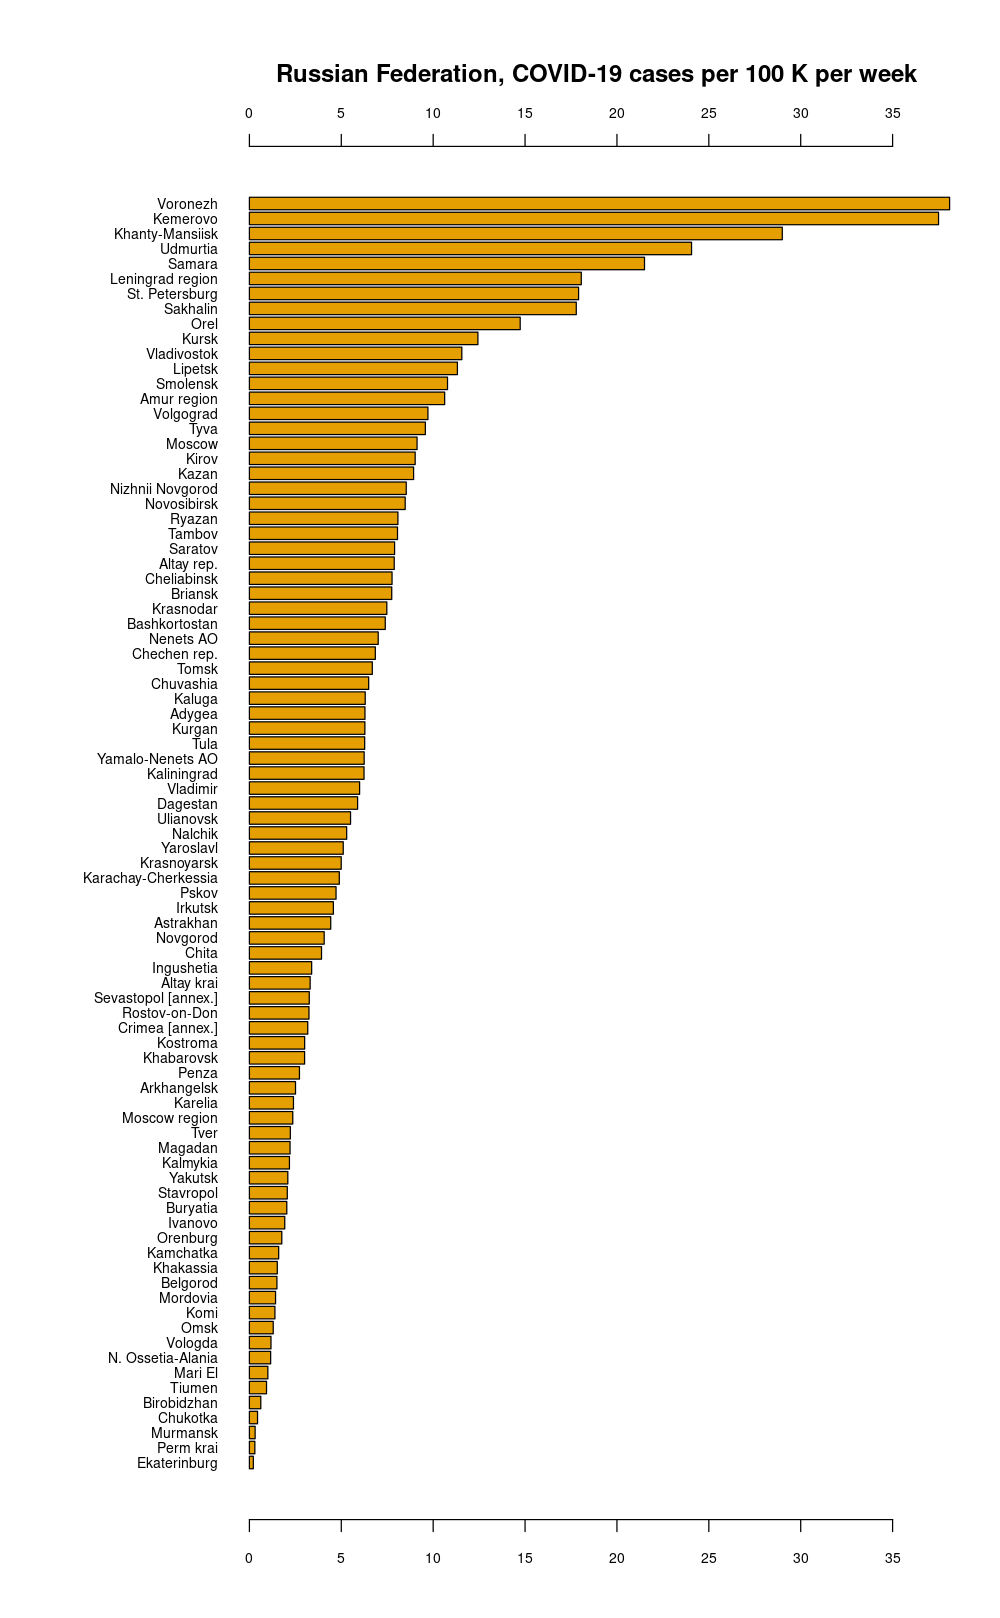 Russian Federation, COVID-19 cases per 100 K per week
0 5 10 15 20 25 30 35
Voronezh
Kemerovo
Khanty-Mansiisk
Udmurtia
Samara
Leningrad region
St. Petersburg
Sakhalin
Orel
Kursk
Vladivostok
Lipetsk
Smolensk
Amur region
Volgograd
Tyva
Moscow
Kirov
Kazan
Nizhnii Novgorod
Novosibirsk
Ryazan
Tambov
Saratov
Altay rep.
Cheliabinsk
Briansk
Krasnodar
Bashkortostan
Nenets AO
Chechen rep.
Tomsk
Chuvashia
Kaluga
Adygea
Kurgan
Tula
Yamalo-Nenets AO
Kaliningrad
Vladimir
Dagestan
Ulianovsk
Nalchik
Yaroslavl
Krasnoyarsk
Karachay-Cherkessia
Pskov
Irkutsk
Astrakhan
Novgorod
Chita
Ingushetia
Altay krai
Sevastopol [annex.]
Rostov-on-Don
Crimea [annex.]
Kostroma
Khabarovsk
Penza
Arkhangelsk
Karelia
Moscow region
Tver
Magadan
Kalmykia
Yakutsk
Stavropol
Buryatia
Ivanovo
Orenburg
Kamchatka
Khakassia
Belgorod
Mordovia
Komi
Omsk
Vologda
N. Ossetia-Alania
Mari El
Tiumen
Birobidzhan
Chukotka
Murmansk
Perm krai
Ekaterinburg
0 5 10 15 20 25 30 35